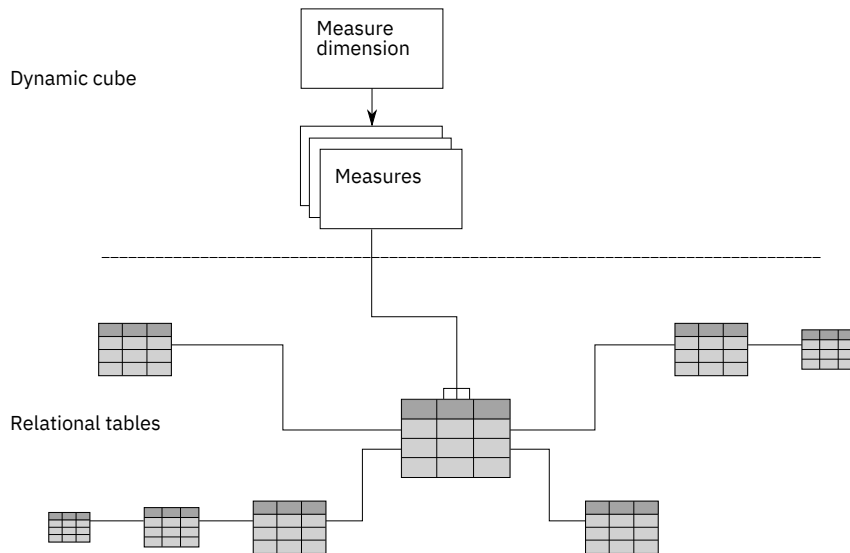 Measure
dimension
Dynamic cube
Measures
Relational tables